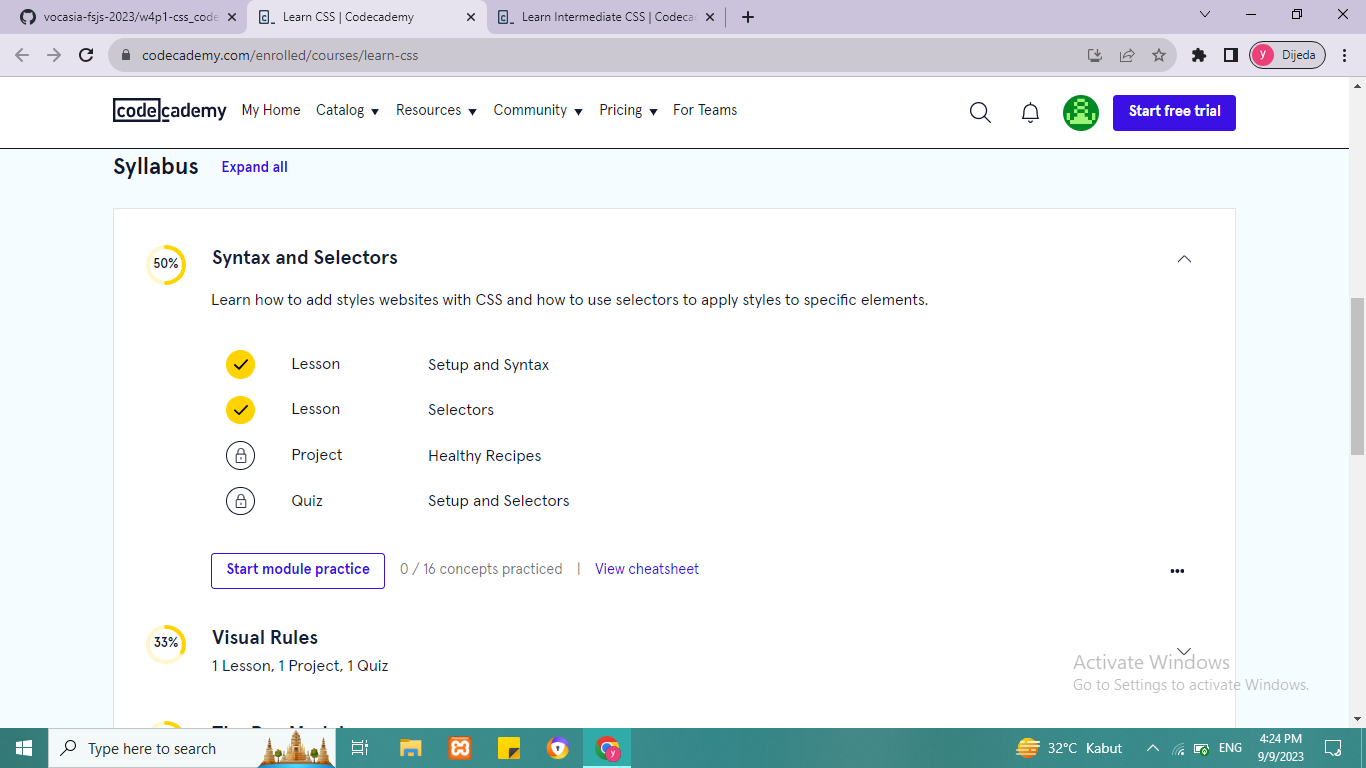 vocasia-fsjs-2023/w4p1-css_code
Learn CSS | Codecademy
Learn Intermediate CSS | Codeca
codecademy.com/enrolled/courses/learn-css
y
Dijeda
codecademy
My Home
Catalog
Resources
Community
Pricing
For Teams
Start free trial
Syllabus
Expand all
50%
Syntax and Selectors
Learn how to add styles websites with CSS and how to use selectors to apply styles to specific elements.
Lesson Setup and Syntax
Lesson Selectors
Project Healthy Recipes
Quiz Setup and Selectors
Start module practice
0 / 16 concepts practiced | View cheatsheet
33%
Visual Rules
1 Lesson, 1 Project, 1 Quiz
Activate Windows
Go to Settings to activate Windows.
Type here to search
32°C Kabut
ENG
4:24 PM
9/9/2023